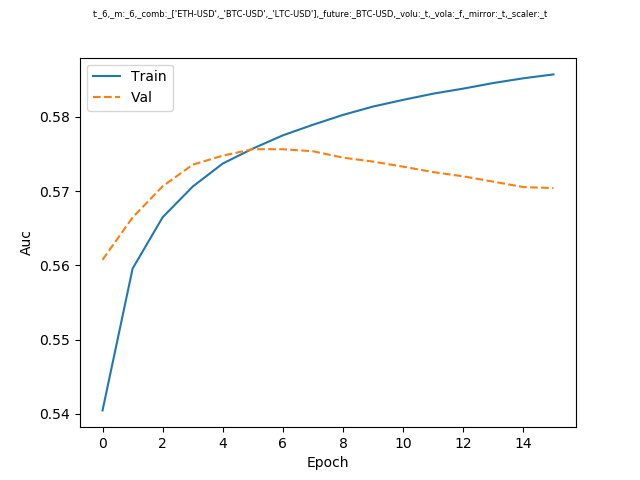 t:_6,_m:_6,_comb:_['ETH-USD',_'BTC-USD',_'LTC-USD'],_future:_BTC-USD,_volu:_t,_vola:_f,_mirror:_t,_scaler:_t
Train
Val
0.58
0.57
0.56
0.55
0.54
Auc
0 2 4 6 8 10 12 14
Epoch